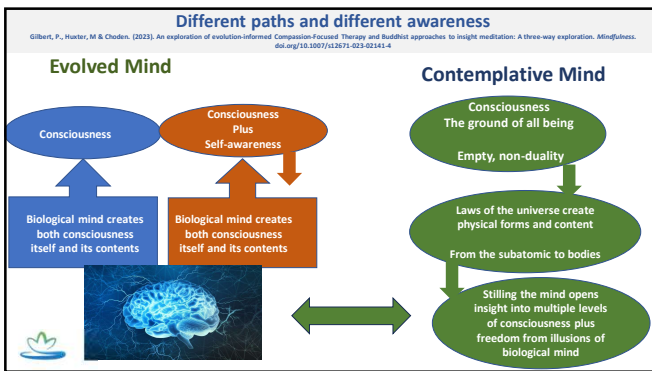 Different paths and different awareness
Gilbert, P., Huxter, M & Choden. (2023). An exploration of evolution-informed Compassion-Focused Therapy and Buddhist approaches to insight meditation: A three-way exploration. Mindfulness.
doi.org/10.1007/s12671-023-02141-4
Evolved Mind
Contemplative Mind
Consciousness
Consciousness
Plus
Self-awareness
Biological mind creates
both consciousness
itself and its contents
Biological mind creates
both consciousness
itself and its contents
Consciousness
The ground of all being
Empty, non-duality
Laws of the universe create
physical forms and content
From the subatomic to bodies
Stilling the mind opens
insight into multiple levels
of consciousness plus
freedom from illusions of
biological mind